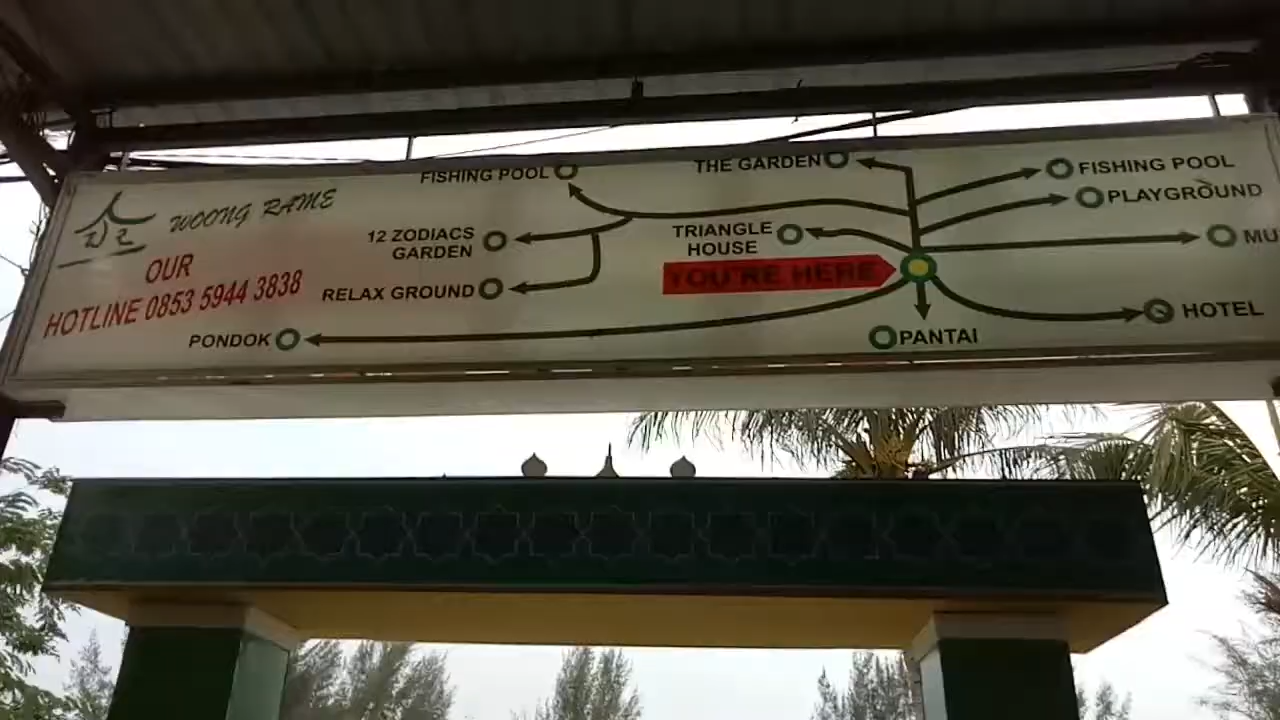 WOONG RAME
OUR
HOTLINE 0853 5944 3838
FISHING POOL
12 ZODIACS
GARDEN
RELAX GROUND
PONDOK
THE GARDEN
TRIANGLE
HOUSE
YOU'RE HERE
PANTAI
FISHING POOL
PLAYGROUND
MU
HOTEL